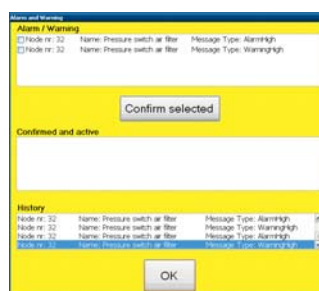 Alarm and Warning
Alarm / Warning
Node nr: 32 Name: Pressure switch air filter Message Type: AlarmHigh
Node nr: 32 Name: Pressure switch air filter Message Type: WarningHigh
Confirm selected
Confirmed and active
History
Node nr: 32 Name: Pressure switch air filter Message Type: AlarmHigh
Node nr: 32 Name: Pressure switch air filter Message Type: WarningHigh
Node nr: 32 Name: Pressure switch air filter Message Type: AlarmHigh
Node nr: 32 Name: Pressure switch air filter Message Type: WarningHigh
OK